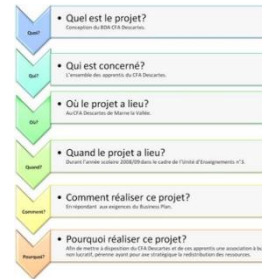 Quoi?
• Quel est le projet?
Conception du BDA CFA Descartes.
Qui?
• Qui est concerné?
L'ensemble des apprentis du CFA Descartes.
Où?
• Où le projet a lieu?
Au CFA Descartes de Marne la Vallée.
Quand?
• Quand le projet a lieu?
Durant l'année scolaire 2008/09 dans le cadre de l'Unité d'Enseignements n°3.
Comment?
• Comment réaliser ce projet?
En répondant aux exigences du Business Plan.
Pourquoi?
• Pourquoi réaliser ce projet?
Afin de mettre à disposition du CFA Descartes et de ces apprentis une association à bu
non lucratif, pérenne ayant pour axe stratégique la redistribution des ressources.